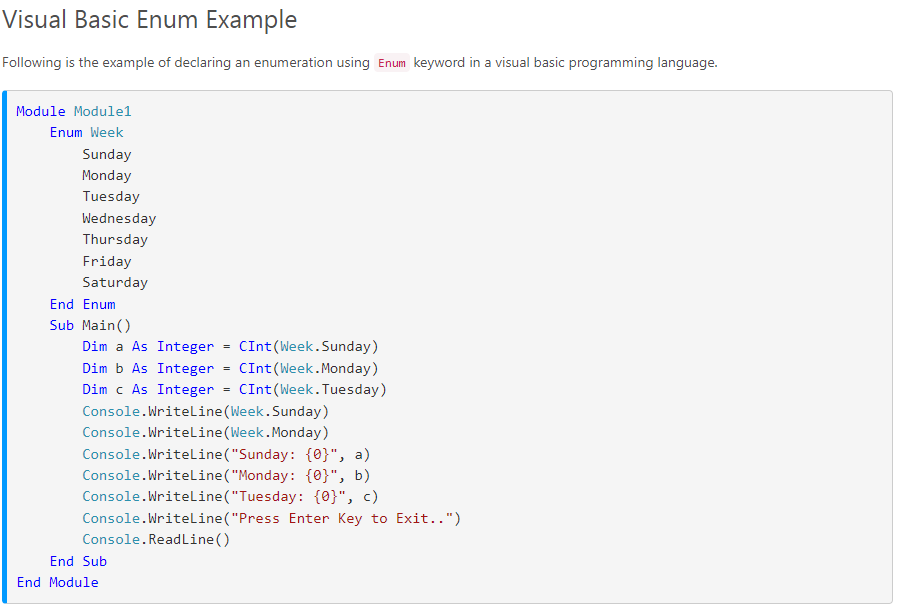 Visual Basic Enum Example
Following is the example of declaring an enumeration using Enum keyword in a visual basic programming language.
Module Module1
    Enum Week
        Sunday
        Monday
        Tuesday
        Wednesday
        Thursday
        Friday
        Saturday
    End Enum
    Sub Main()
        Dim a As Integer = CInt(Week.Sunday)
        Dim b As Integer = CInt(Week.Monday)
        Dim c As Integer = CInt(Week.Tuesday)
        Console.WriteLine(Week.Sunday)
        Console.WriteLine(Week.Monday)
        Console.WriteLine("Sunday: {0}", a)
        Console.WriteLine("Monday: {0}", b)
        Console.WriteLine("Tuesday: {0}", c)
        Console.WriteLine("Press Enter Key to Exit..")
        Console.ReadLine()
    End Sub
End Module